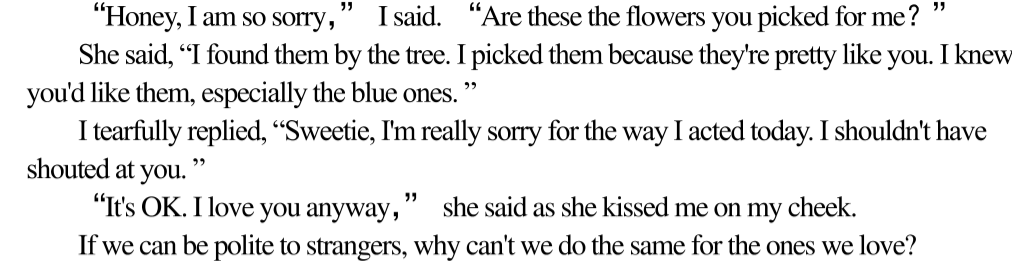 “Honey, I am so sorry,” I said. “Are these the flowers you picked for me? ”
She said, “I found them by the tree. I picked them because they're pretty like you. I knew
you'd like them, especially the blue ones. ”
I tearfully replied, “Sweetie, I'm really sorry for the way I acted today. I shouldn't have
shouted at you. ”
“It's OK. I love you anyway,” she said as she kissed me on my cheek.
If we can be polite to strangers, why can't we do the same for the ones we love?